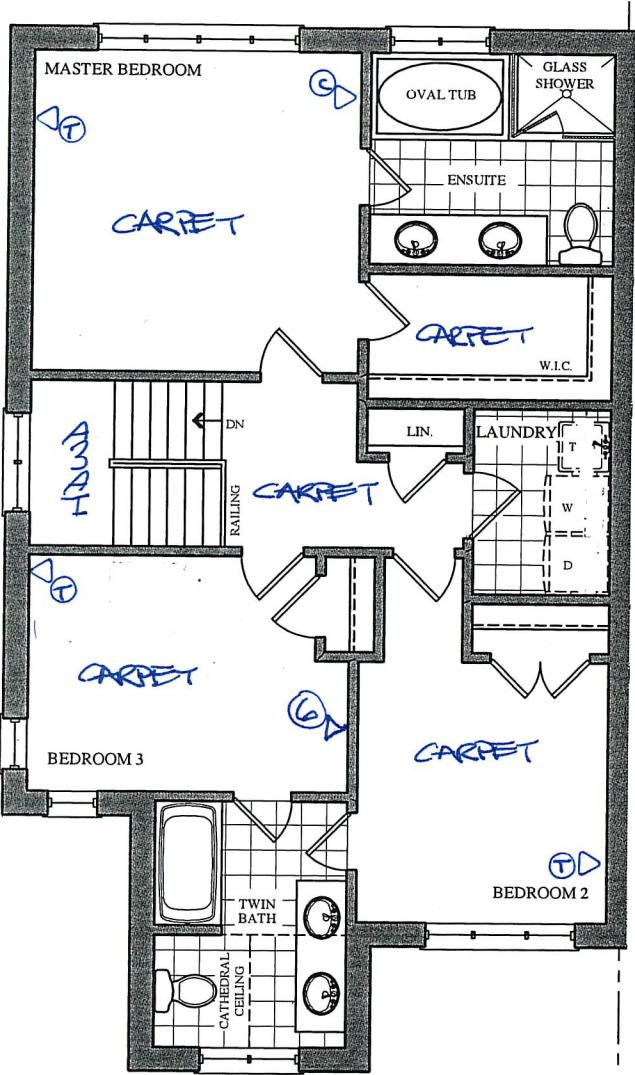 MASTER BEDROOM
C
T
OVAL TUB
GLASS
SHOWER
ENSUITE
CARPET
CARPET
W.I.C.
DN
LIN.
LAUNDRY
T
W
D
RAILING
CARPET
T
CARPET
BEDROOM 3
CARPET
T
BEDROOM 2
TWIN
BATH
CATHEDRAL
CEILING